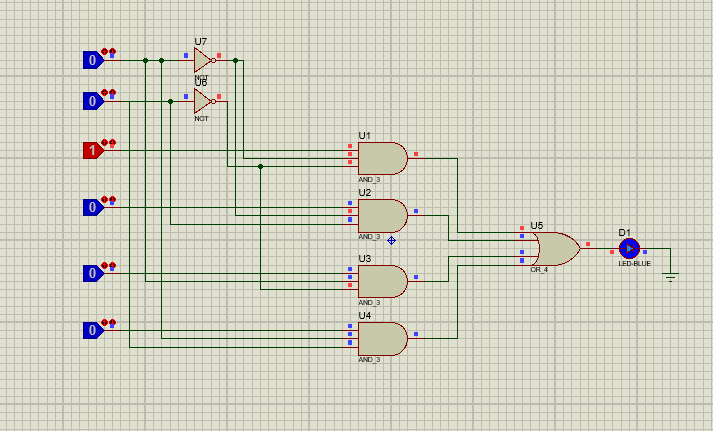 U7
0
NOT
U6
0
NOT
U1
1
AND_3
U2
0
AND_3
U5
D1
OR_4
LED-BLUE
U3
0
AND_3
U4
0
AND_3